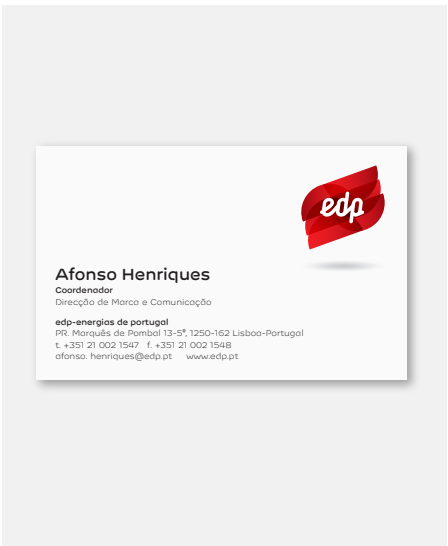 edp
Afonso Henriques
Coordenador
Direcção de Marca e Comunicação
edp-energias de portugal
PR. Marquês de Pombal 13-5º, 1250-162 Lisboa-Portugal
t. +351 21 002 1547 f. +351 21 002 1548
afonso. henriques@edp.pt www.edp.pt